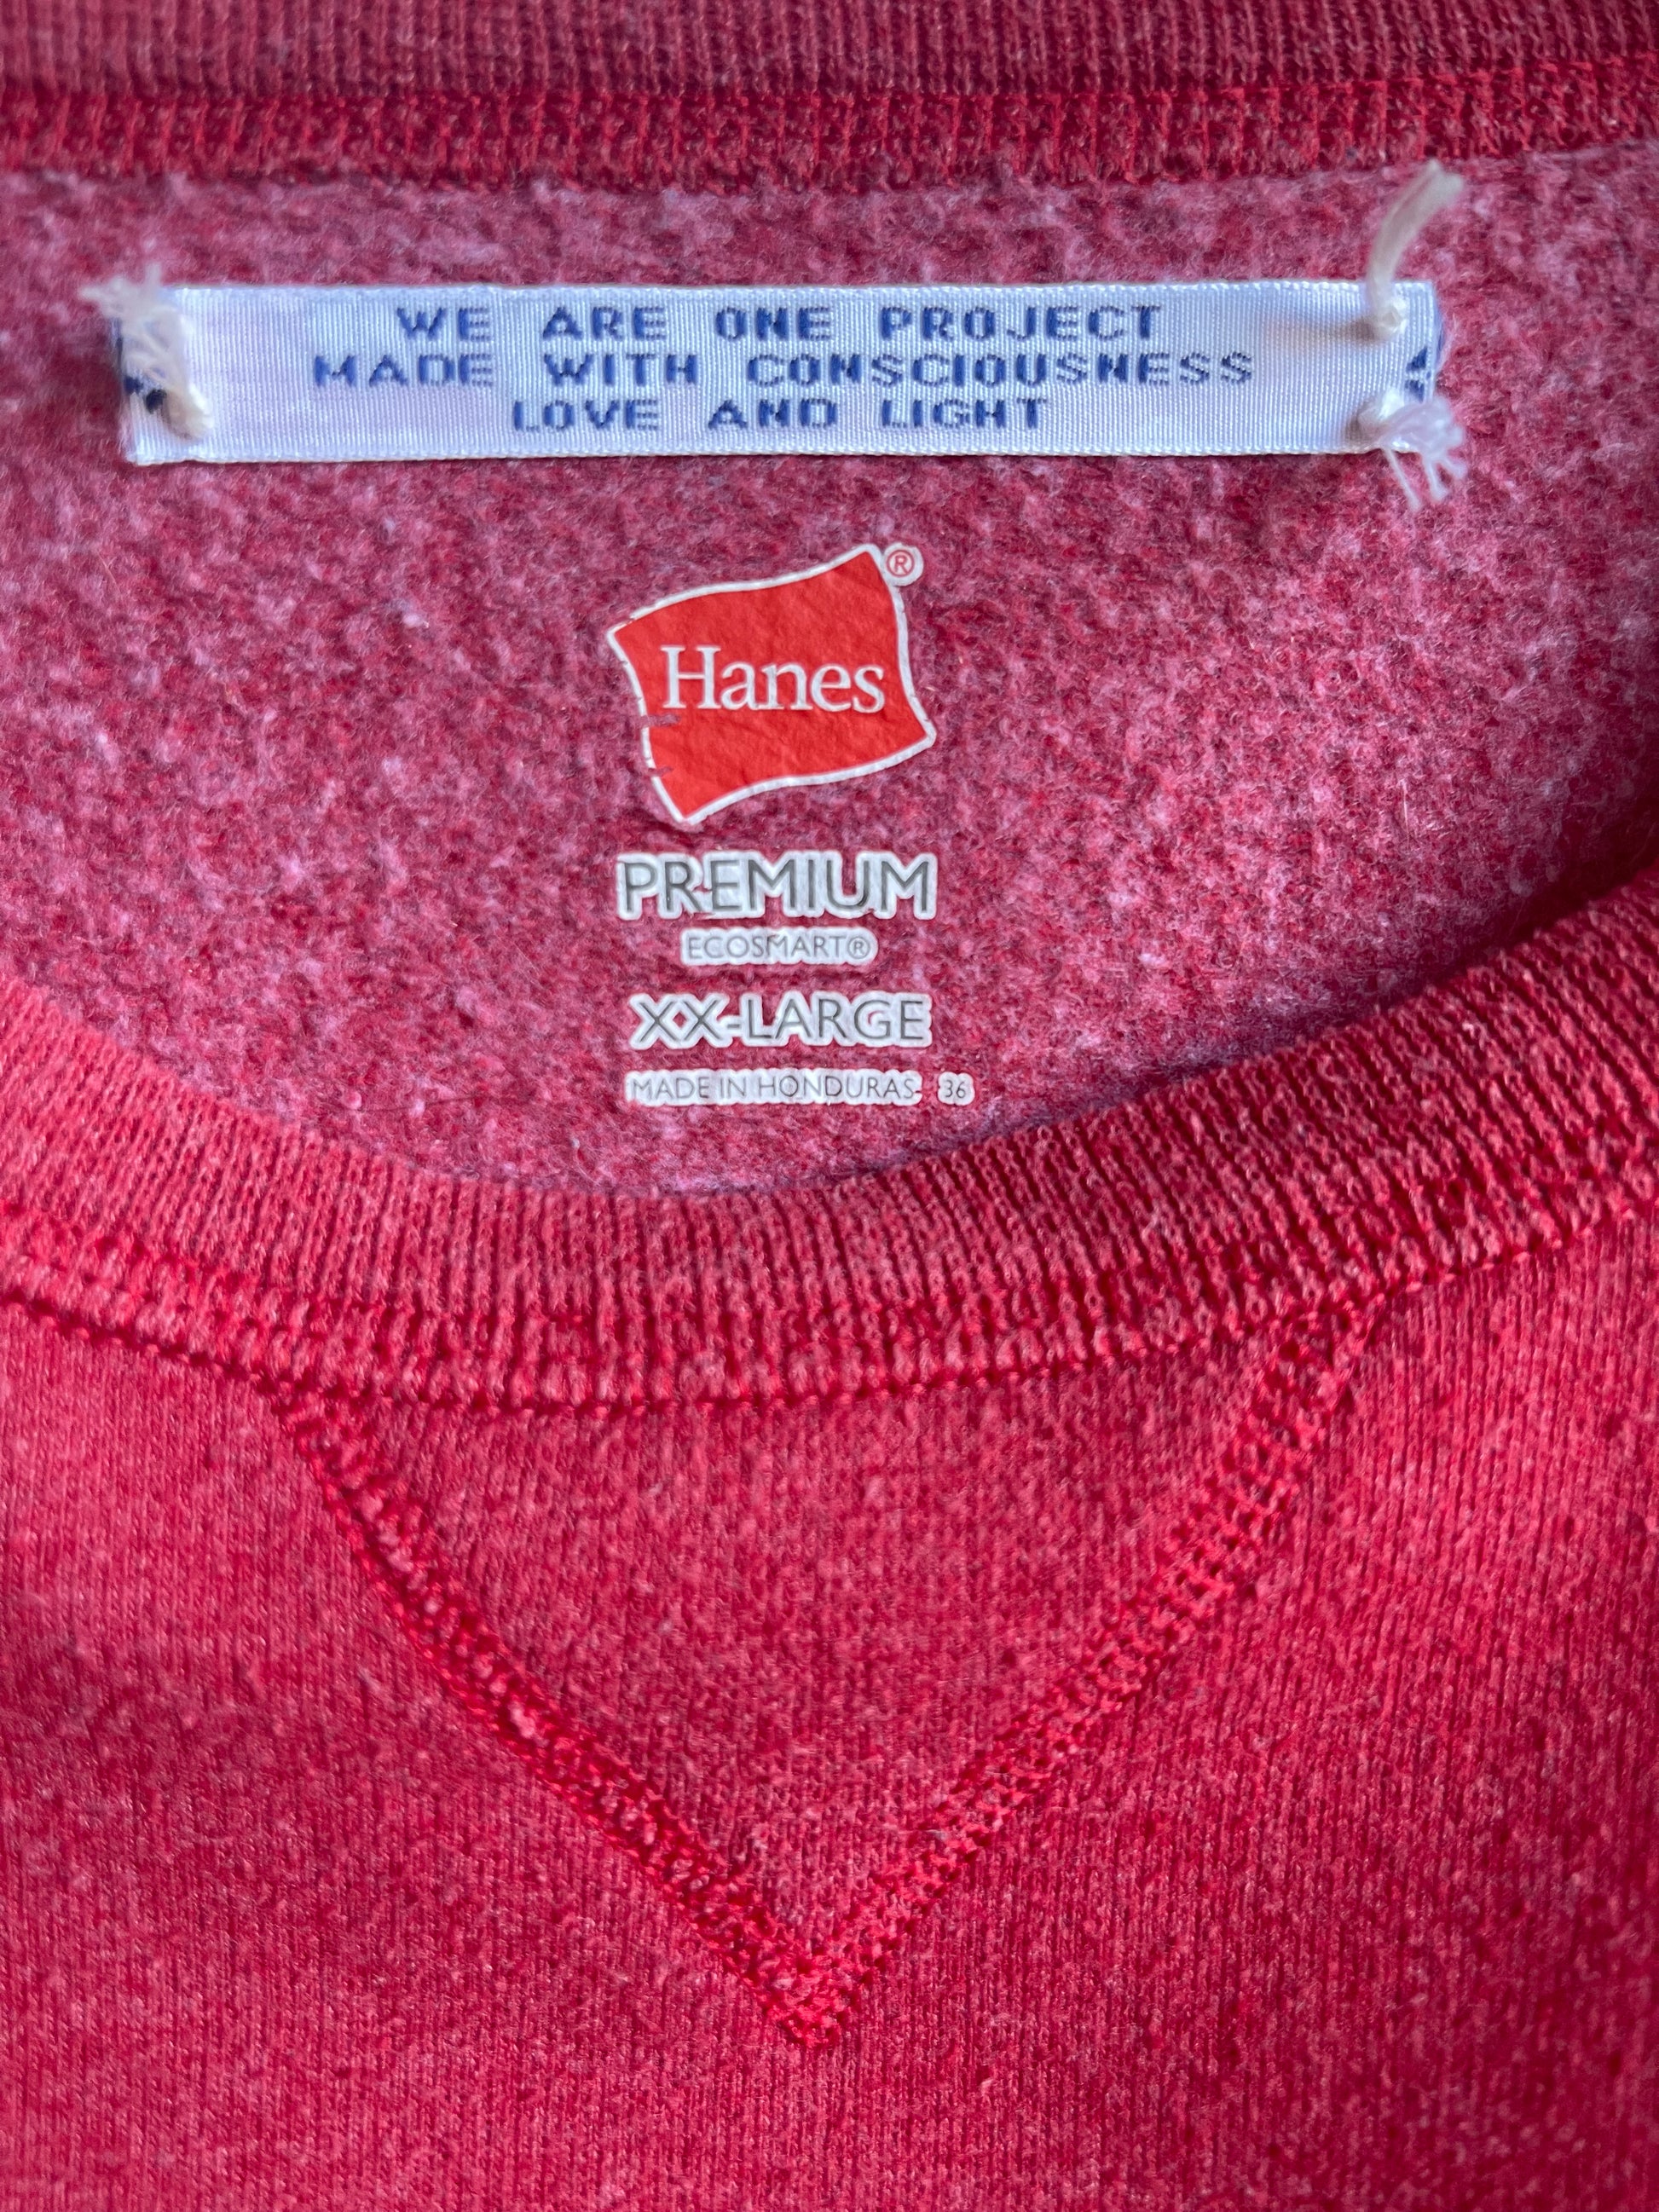 WE ARE ONE PROJECT
MADE WITH CONSCIOUSNESS
LOVE AND LIGHT
Hanes®
PREMIUM
ECOSMART®
XX-LARGE
MADE IN HONDURAS- 36